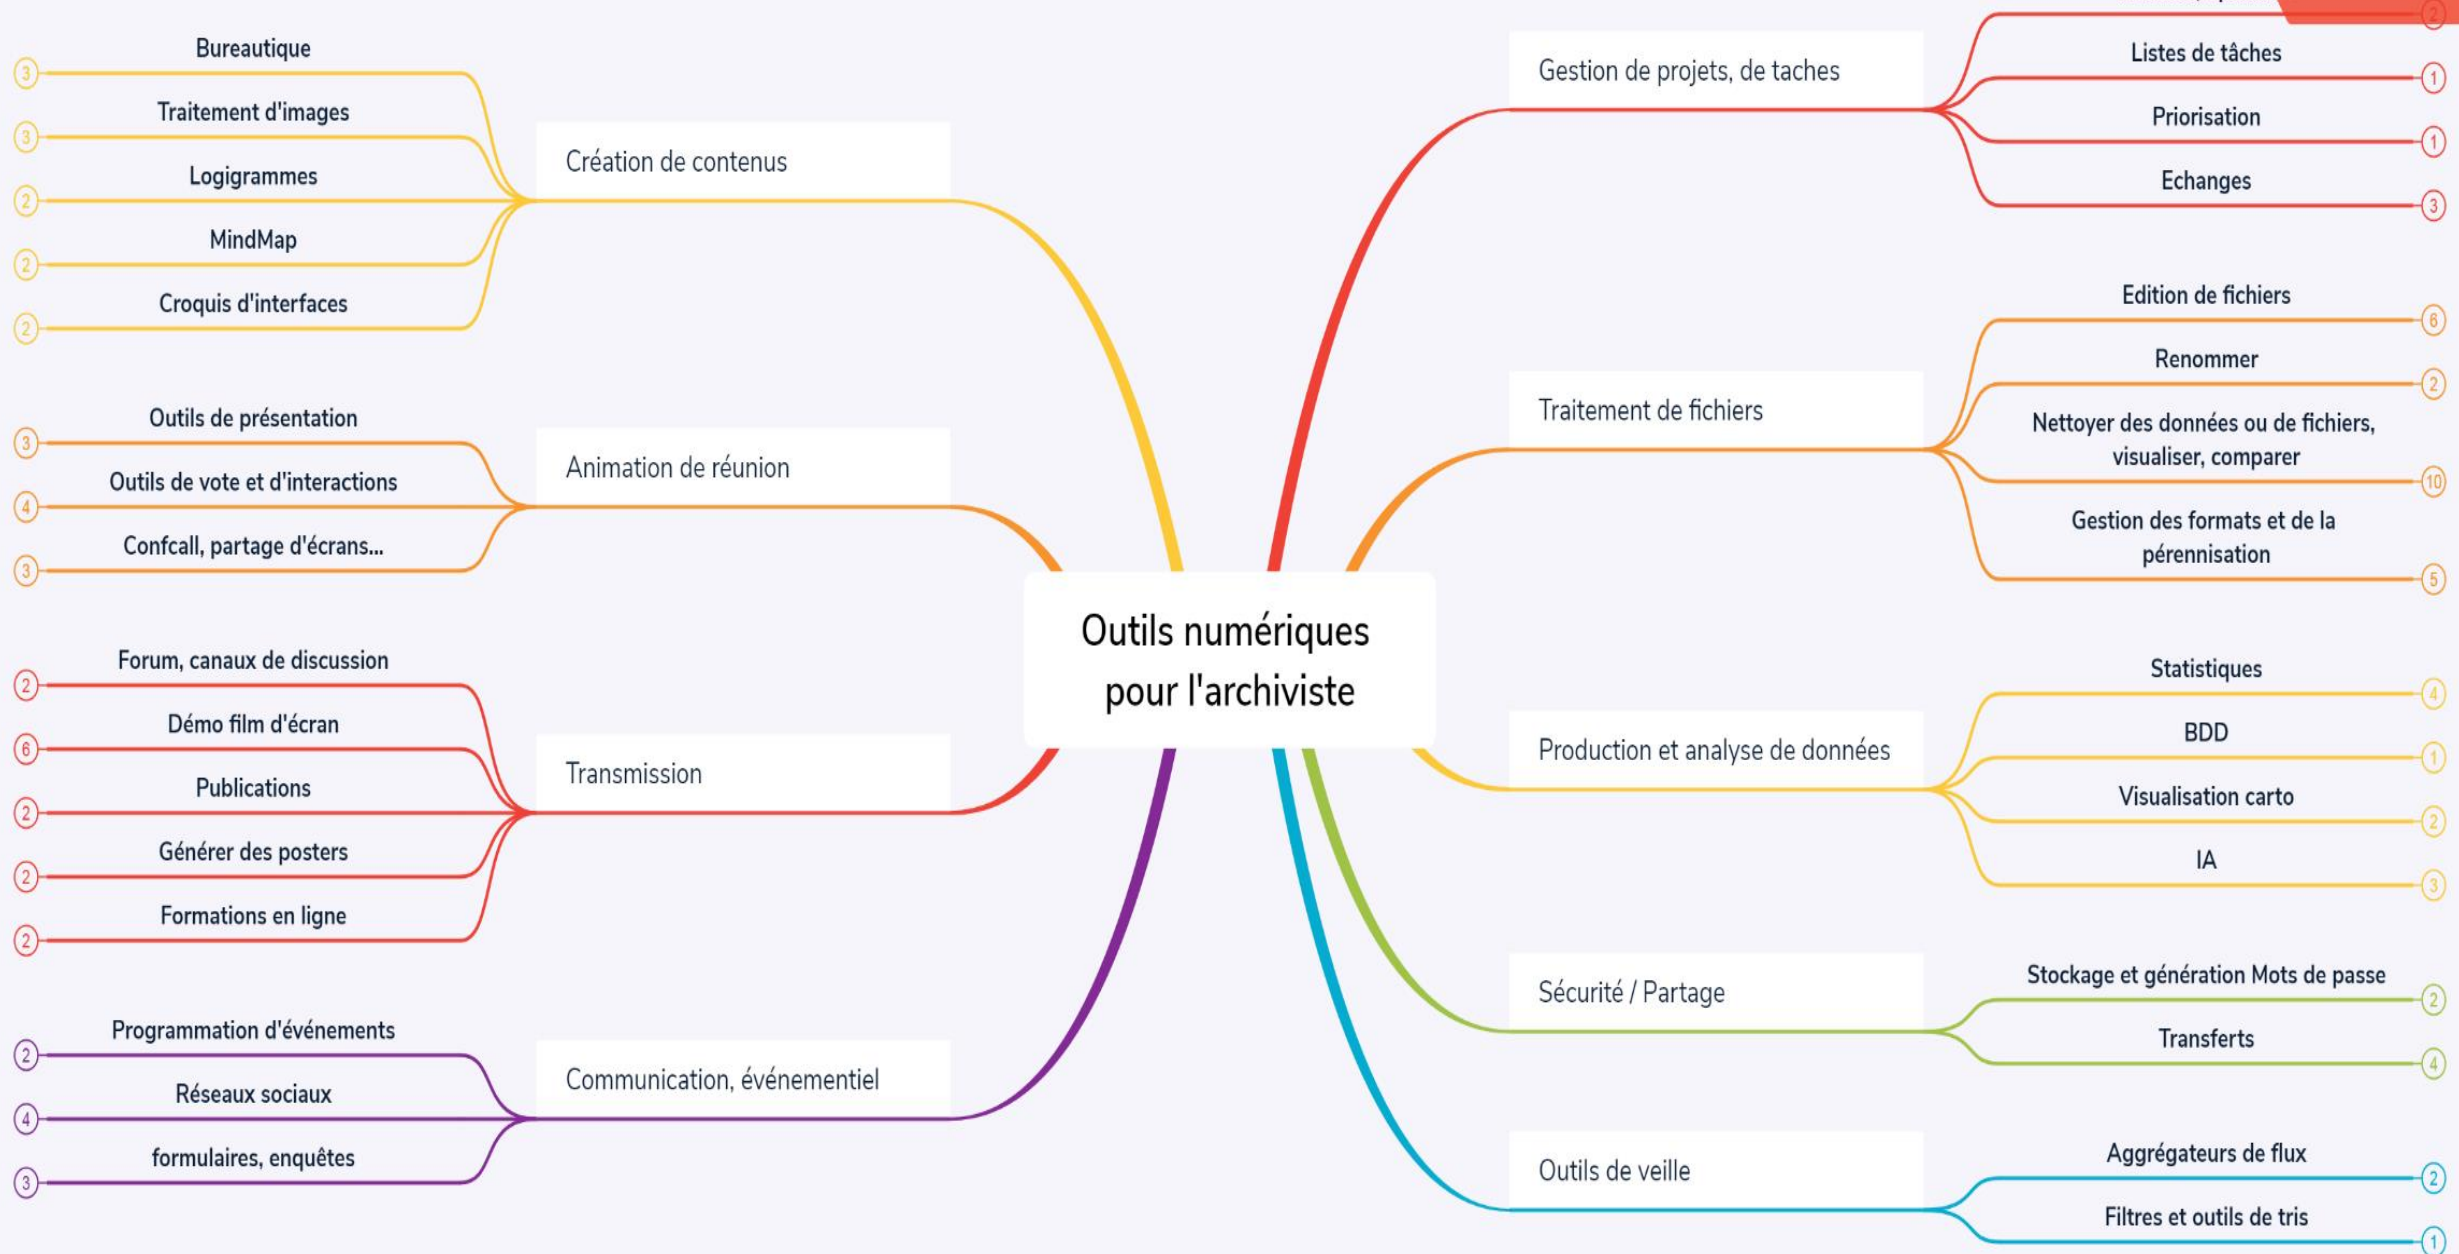 Outils numériques
pour l'archiviste
Création de contenus
Bureautique
3
Traitement d'images
3
Logigrammes
2
MindMap
2
Croquis d'interfaces
2
Animation de réunion
Outils de présentation
3
Outils de vote et d'interactions
4
Confcall, partage d'écrans...
3
Transmission
Forum, canaux de discussion
2
Démo film d'écran
6
Publications
2
Générer des posters
2
Formations en ligne
2
Communication, événementiel
Programmation d'événements
2
Réseaux sociaux
4
formulaires, enquêtes
3
Gestion de projets, de taches
2
Listes de tâches
1
Priorisation
1
Echanges
3
Traitement de fichiers
Edition de fichiers
6
Renommer
2
Nettoyer des données ou de fichiers,
visualiser, comparer
10
Gestion des formats et de la
pérennisation
5
Production et analyse de données
Statistiques
4
BDD
1
Visualisation carto
2
IA
3
Sécurité / Partage
Stockage et génération Mots de passe
2
Transferts
4
Outils de veille
Aggrégateurs de flux
2
Filtres et outils de tris
1